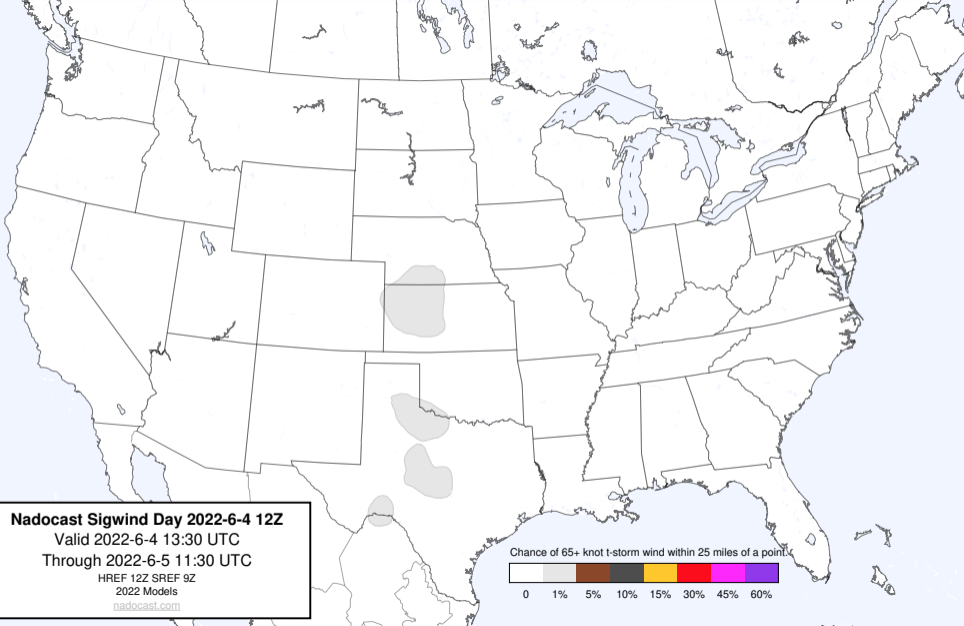 Nadocast Sigwind Day 2022-6-4 12Z
Valid 2022-6-4 13:30 UTC
Through 2022-6-5 11:30 UTC
HREF 12Z SREF 9Z
2022 Models
nadocast.com
Chance of 65+ knot t-storm wind within 25 miles of a point.
0 1% 5% 10% 15% 30% 45% 60%